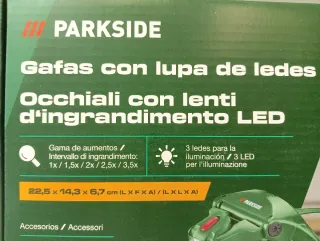 PARKSIDE
Gafas con lupa de ledes
Occhiali con lenti
d'ingrandimento LED
Gama de aumentos /
Intervallo di ingrandimento:
1x / 1,5x / 2x / 2,5x / 3,5x
3 ledes para la
iluminación / 3 LED
per l'illuminazione
22,5 x 14,3 x 6,7 cm (L X F X A) / (L X L X A)
Accesorios / Accessori
PARKSIDE